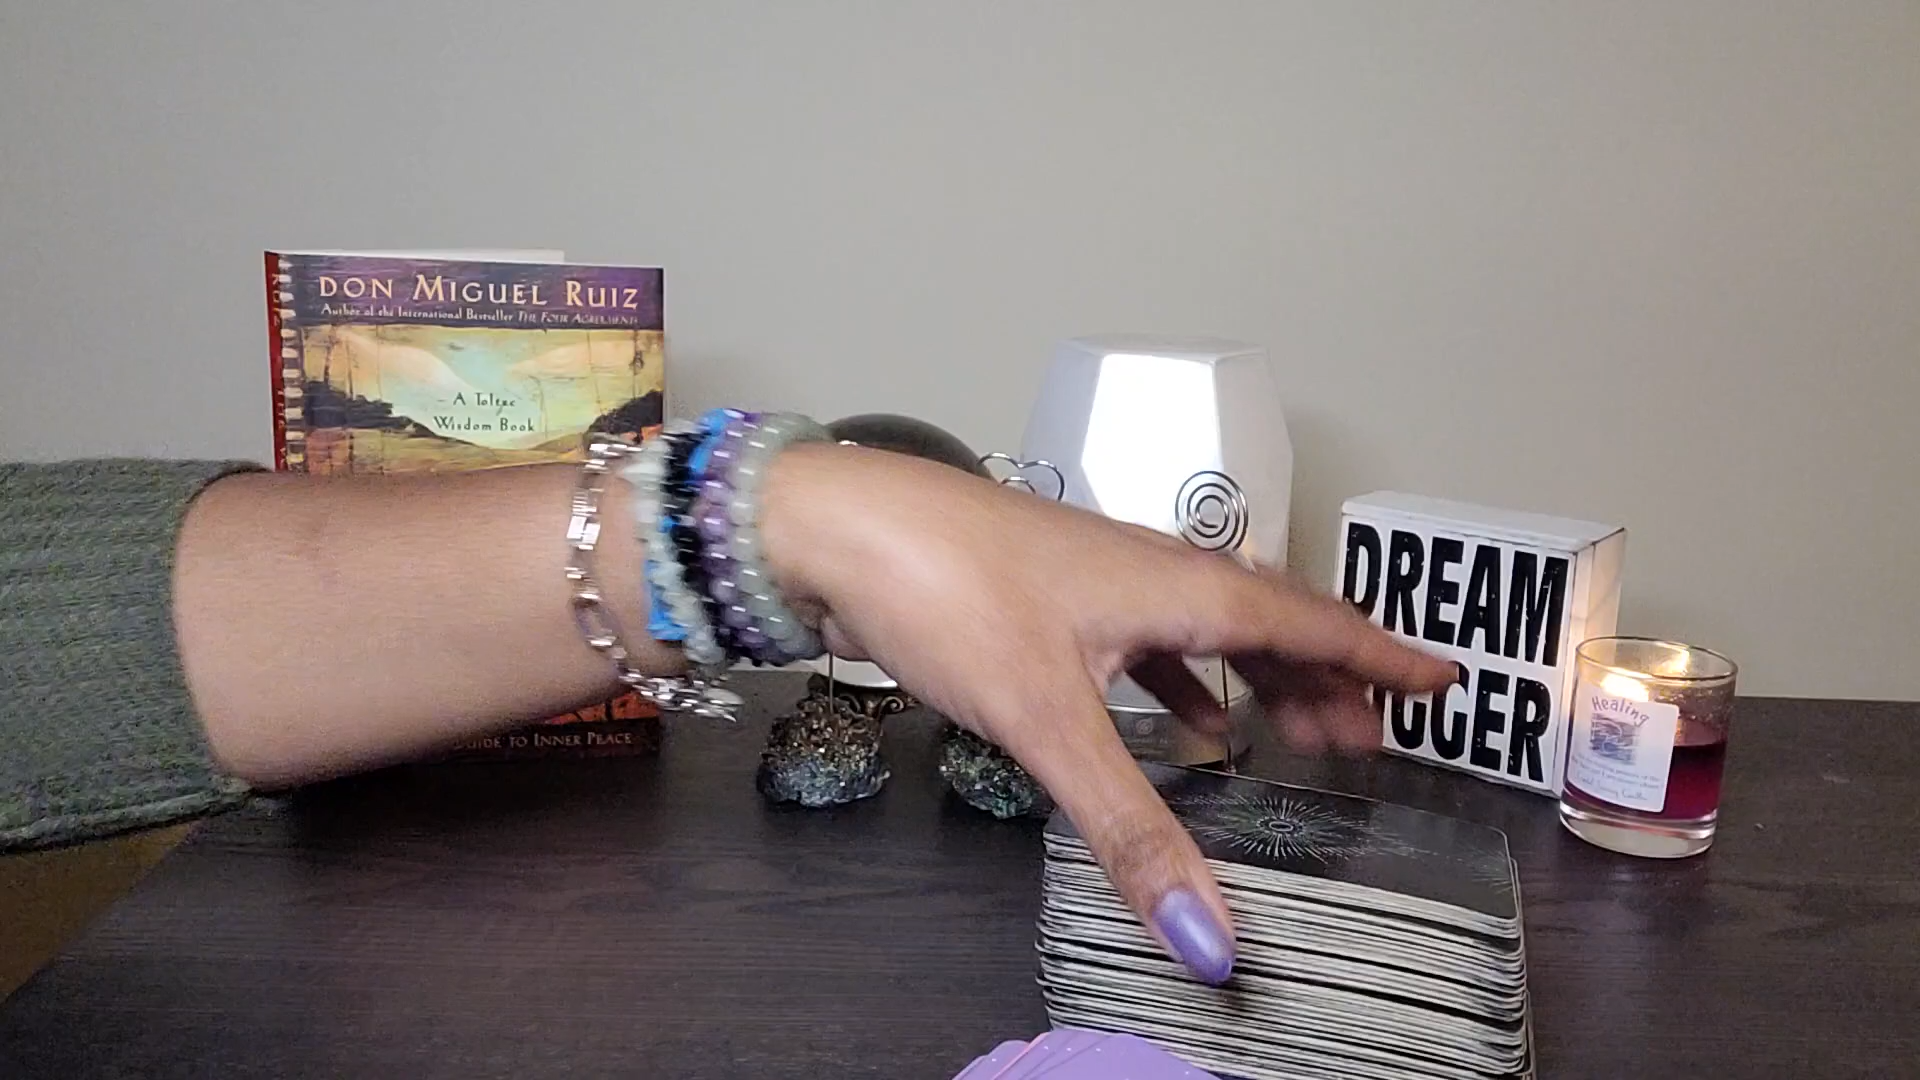 DON MIGUEL RUIZ
Author of the International Bestseller THE FOUR AGREEMENTS
A Toltec
Wisdom Book
GUIDE TO INNER PEACE
DREAM
GGER
Healing